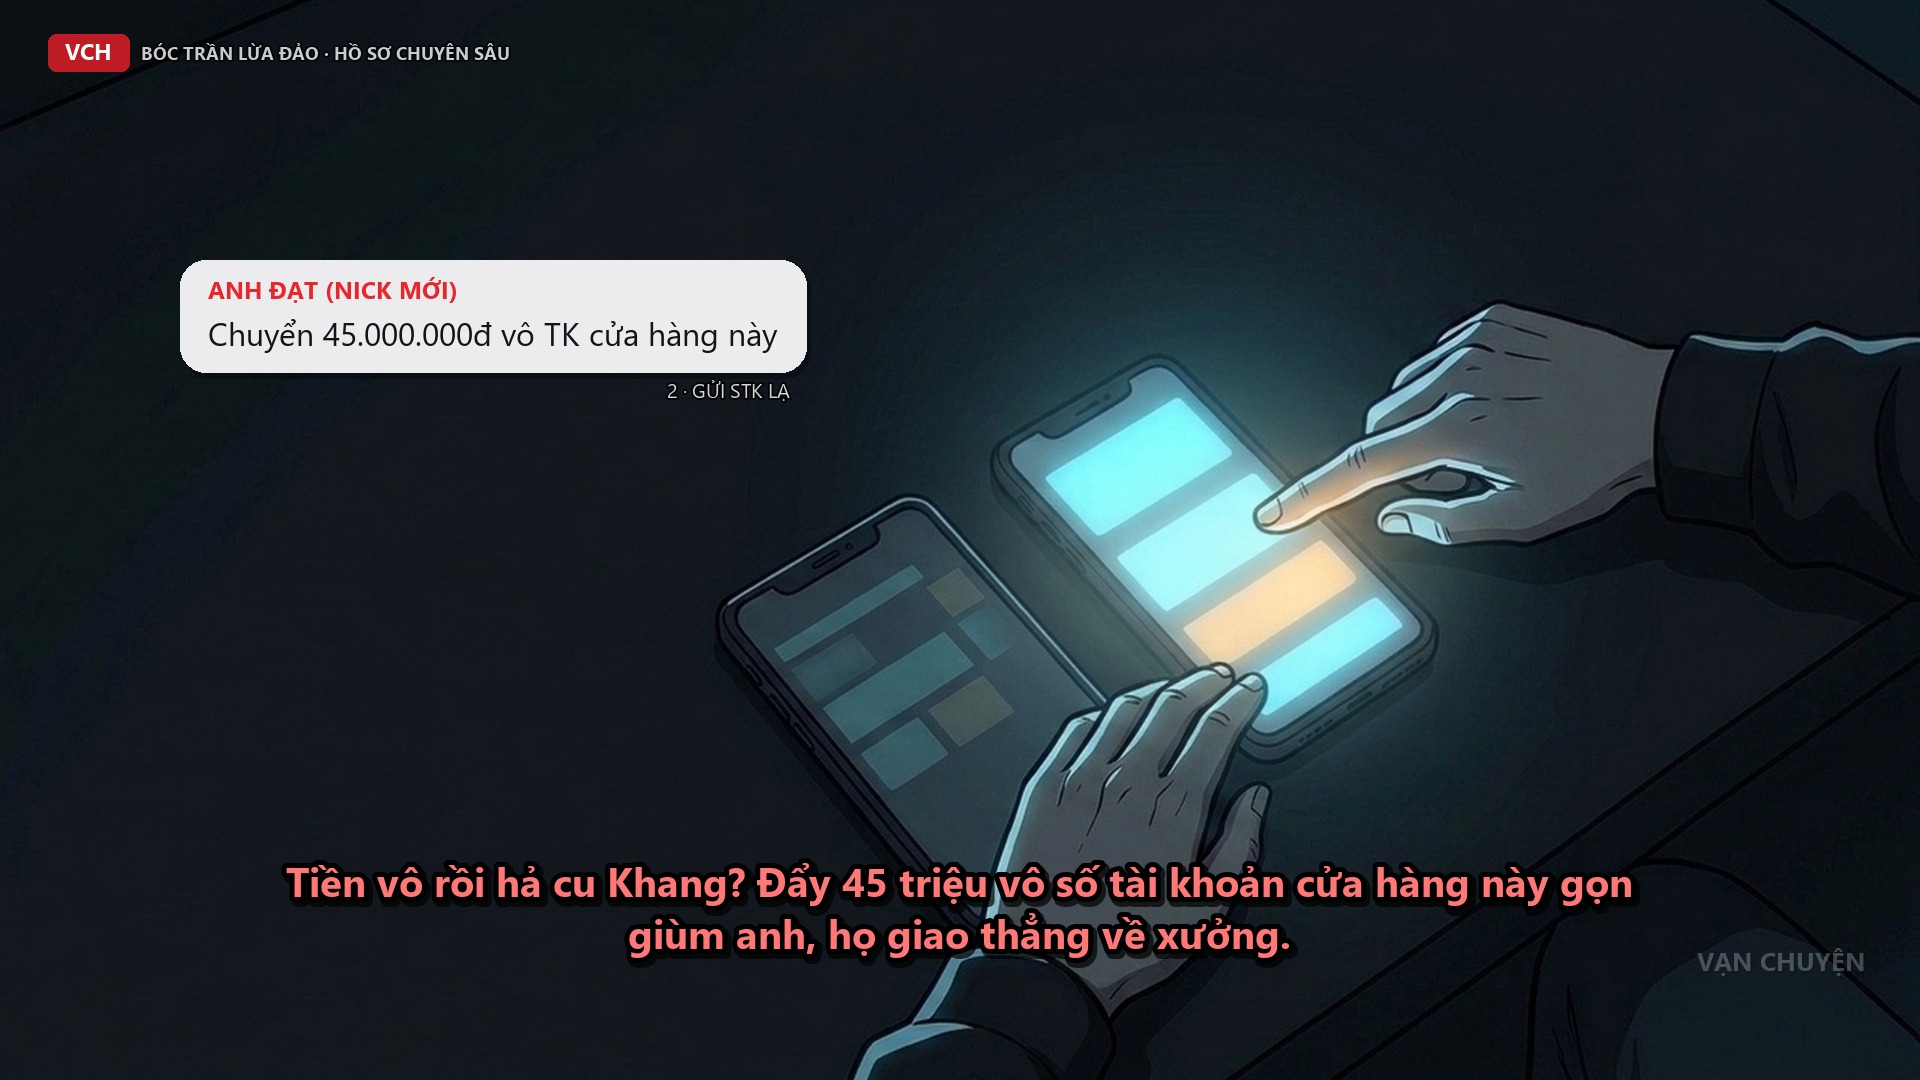 VCH BÓC TRẦN LỪA ĐẢO · HỒ SƠ CHUYÊN SÂU
ANH ĐẠT (NICK MỚI)
Chuyển 45.000.000đ vô TK cửa hàng này
2 · GỬI STK LẠ
Tiền vô rồi hả cu Khang? Đẩy 45 triệu vô số tài khoản cửa hàng này gọn
giùm anh, họ giao thẳng về xưởng.
VẠN CHUYỆN